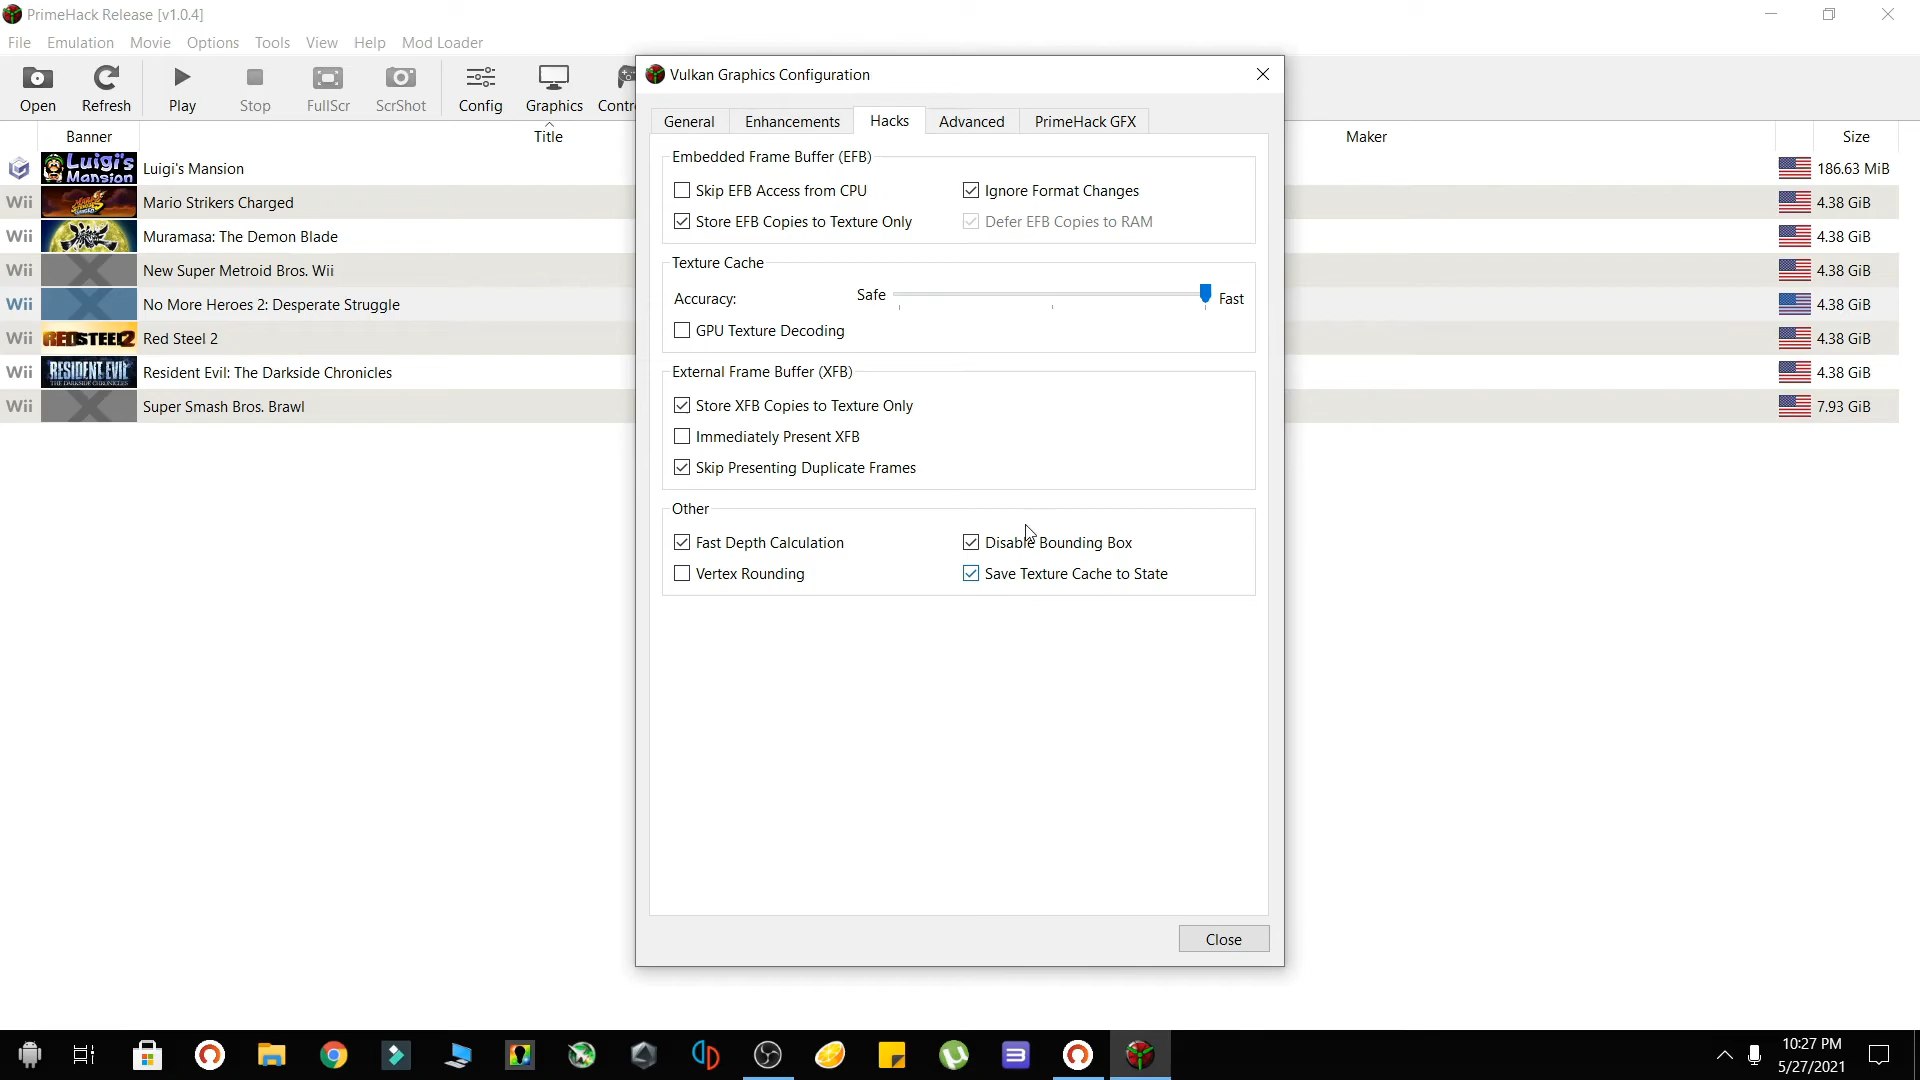 PrimeHack Release [v1.0.4]
File Emulation Movie Options Tools View Help Mod Loader
Open Refresh Play Stop FullScr ScrShot Config Graphics Contr
Banner Title Maker Size
Luigi's Mansion Luigi's Mansion 186.63 MiB
Wii Mario Strikers Charged 4.38 GiB
Wii Muramasa: The Demon Blade 4.38 GiB
Wii New Super Metroid Bros. Wii 4.38 GiB
Wii No More Heroes 2: Desperate Struggle 4.38 GiB
Wii REDSTEEL2 Red Steel 2 4.38 GiB
Wii RESIDENT EVIL THE DARKSIDE CHRONICLES Resident Evil: The Darkside Chronicles 4.38 GiB
Wii Super Smash Bros. Brawl 7.93 GiB
Vulkan Graphics Configuration
General Enhancements Hacks Advanced PrimeHack GFX
Embedded Frame Buffer (EFB)
Skip EFB Access from CPU Ignore Format Changes
Store EFB Copies to Texture Only Defer EFB Copies to RAM
Texture Cache
Accuracy: Safe Fast
GPU Texture Decoding
External Frame Buffer (XFB)
Store XFB Copies to Texture Only
Immediately Present XFB
Skip Presenting Duplicate Frames
Other
Fast Depth Calculation Disable Bounding Box
Vertex Rounding Save Texture Cache to State
Close
10:27 PM
5/27/2021